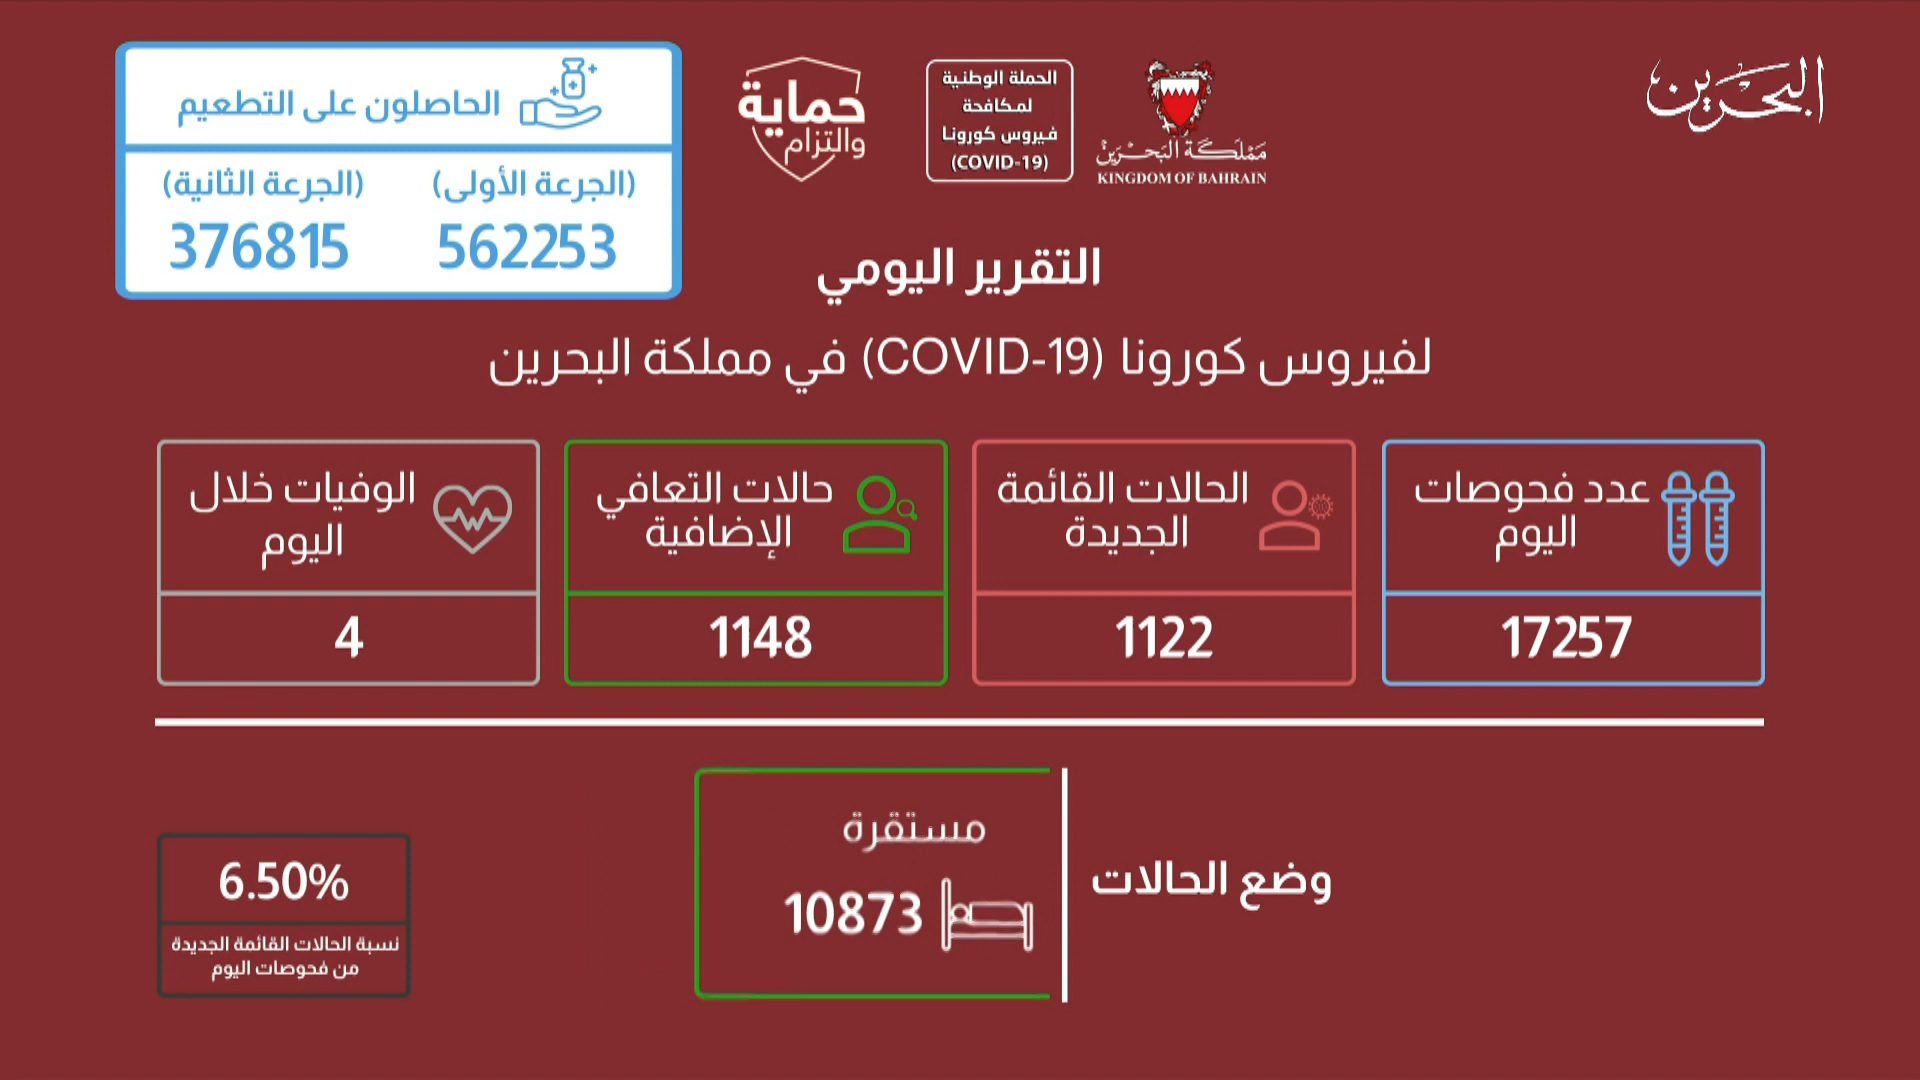 البحرين
مملكة البحرين
KINGDOM OF BAHRAIN
الحملة الوطنية
لمكافحة
فيروس كورونا
(COVID-19)
حماية
والتزام
الحاصلون على التطعيم
(الجرعة الأولى) (الجرعة الثانية)
562253 376815
التقرير اليومي
لفيروس كورونا (COVID-19) في مملكة البحرين
عدد فحوصات
اليوم
17257
الحالات القائمة
الجديدة
1122
حالات التعافي
الإضافية
1148
الوفيات خلال
اليوم
4
وضع الحالات
مستقرة
10873
6.50%
نسبة الحالات القائمة الجديدة
من فحوصات اليوم